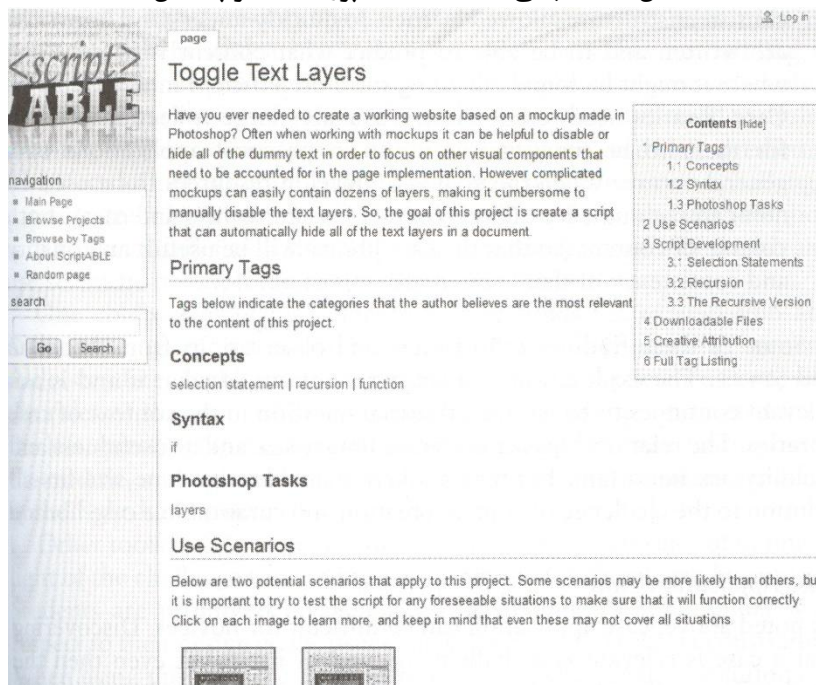 Log in
<script>
ABLE
page
Toggle Text Layers
Have you ever needed to create a working website based on a mockup made in
Photoshop? Often when working with mockups it can be helpful to disable or
hide all of the dummy text in order to focus on other visual components that
need to be accounted for in the page implementation. However complicated
mockups can easily contain dozens of layers, making it cumbersome to
manually disable the text layers. So, the goal of this project is create a script
that can automatically hide all of the text layers in a document.
Contents [hide]
1 Primary Tags
1.1 Concepts
1.2 Syntax
1.3 Photoshop Tasks
2 Use Scenarios
3 Script Development
3.1 Selection Statements
3.2 Recursion
3.3 The Recursive Version
4 Downloadable Files
5 Creative Attribution
6 Full Tag Listing
navigation
Main Page
Browse Projects
Browse by Tags
About ScriptABLE
Random page
search
Go Search
Primary Tags
Tags below indicate the categories that the author believes are the most relevant
to the content of this project.
Concepts
selection statement | recursion | function
Syntax
if
Photoshop Tasks
layers
Use Scenarios
Below are two potential scenarios that apply to this project. Some scenarios may be more likely than others, but
it is important to try to test the script for any foreseeable situations to make sure that it will function correctly.
Click on each image to learn more, and keep in mind that even these may not cover all situations